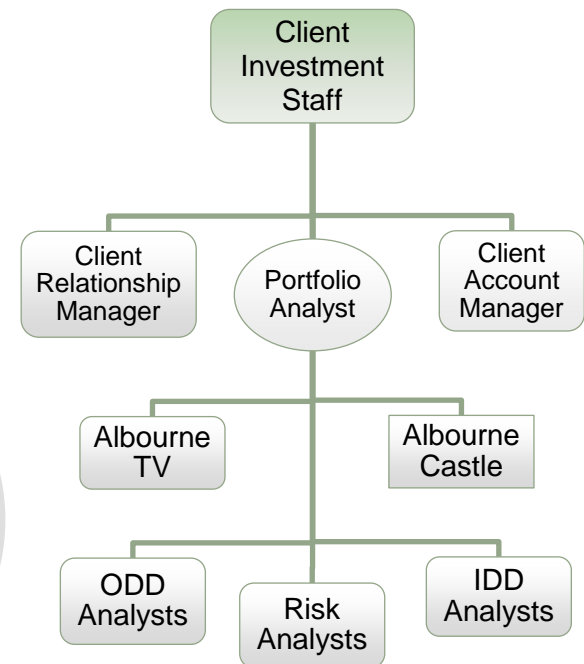 Client
Investment
Staff
Client
Relationship
Manager
Portfolio
Analyst
Client
Account
Manager
Albourne
TV
Albourne
Castle
ODD
Analysts
Risk
Analysts
IDD
Analysts